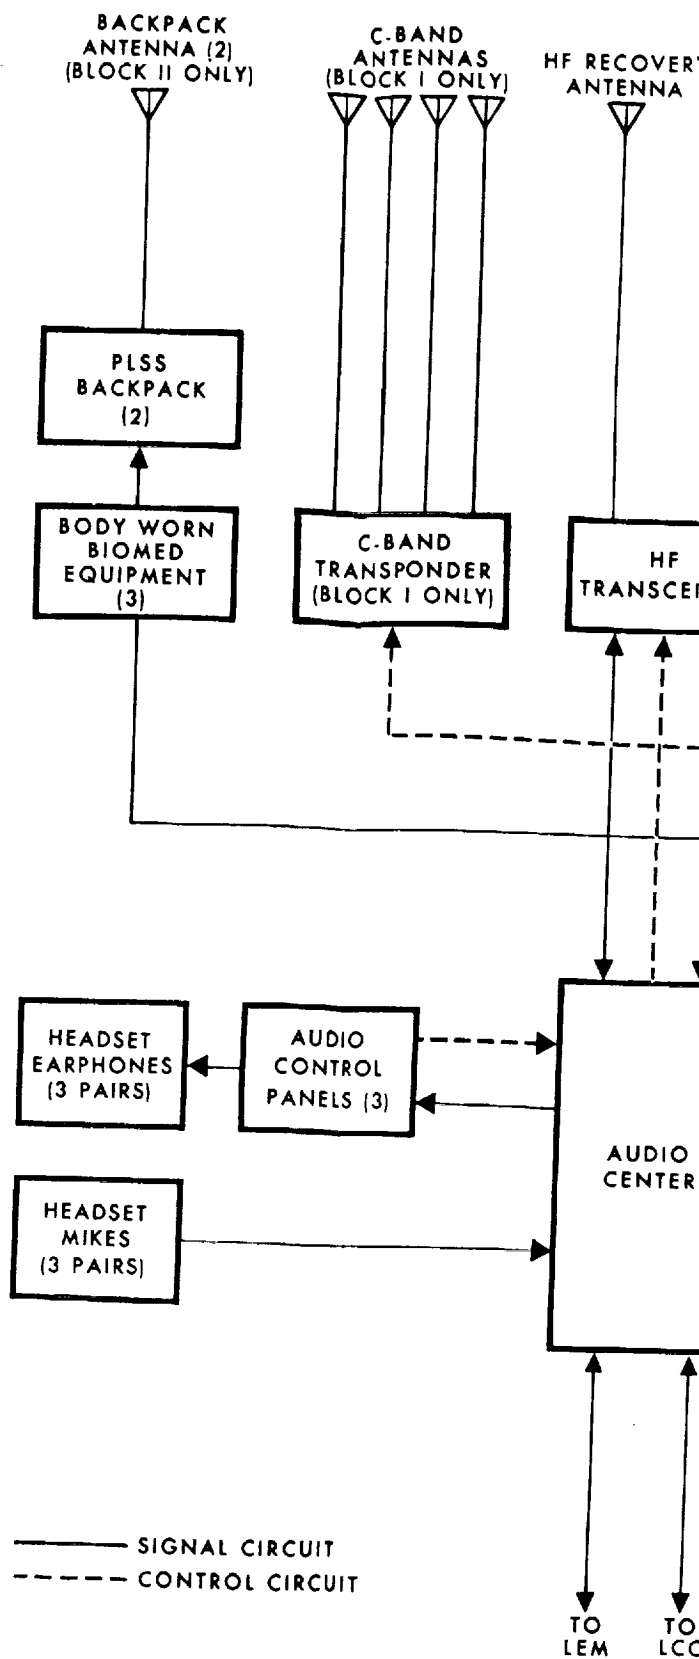 BACKPACK
ANTENNA (2)
(BLOCK II ONLY)
C-BAND
ANTENNAS
(BLOCK I ONLY)
HF RECOVERY
ANTENNA
PLSS
BACKPACK
(2)
BODY WORN
BIOMED
EQUIPMENT
(3)
C-BAND
TRANSPONDER
(BLOCK I ONLY)
HF
TRANSCEI
HEADSET
EARPHONES
(3 PAIRS)
AUDIO
CONTROL
PANELS (3)
AUDIO
CENTER
HEADSET
MIKES
(3 PAIRS)
SIGNAL CIRCUIT
CONTROL CIRCUIT
TO
LEM
TO
LCC